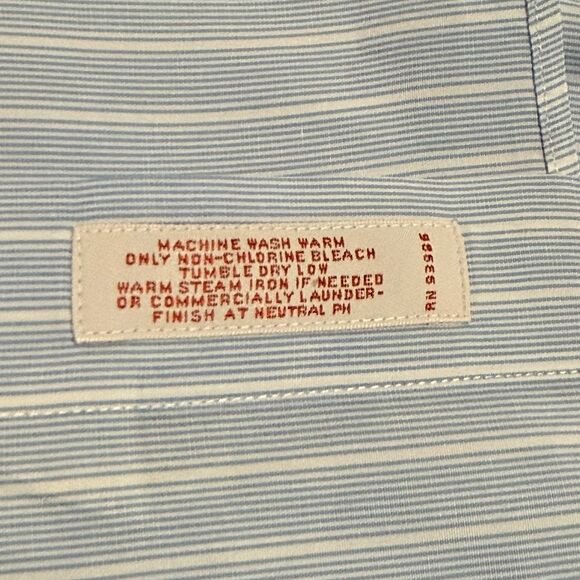 MACHINE WASH WARM
ONLY NON-CHLORINE BLEACH
TUMBLE DRY LOW
WARM STEAM IRON IF NEEDED
OR COMMERCIALLY LAUNDER-
FINISH AT NEUTRAL PH
RN 53586